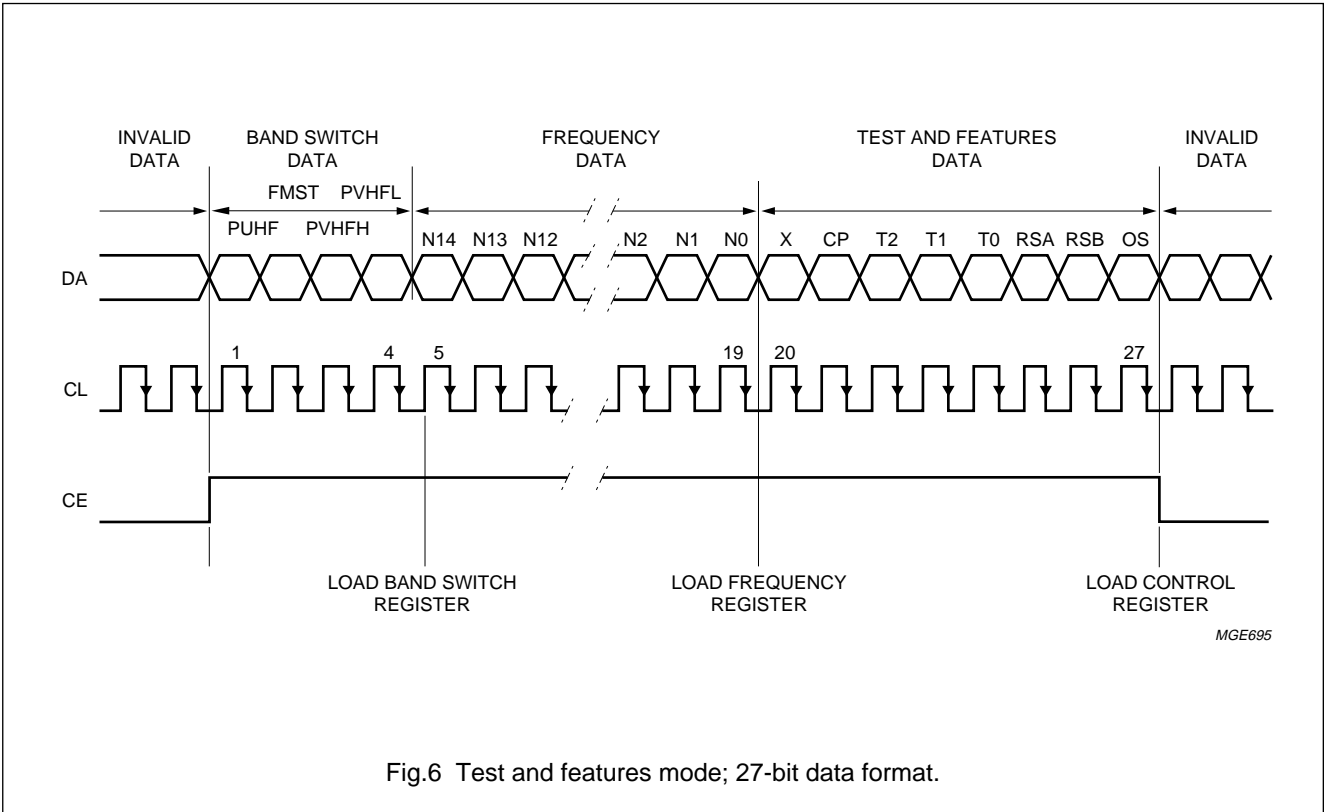 INVALID DATA
BAND SWITCH DATA
FREQUENCY DATA
TEST AND FEATURES DATA
INVALID DATA
FMST PVHFL
PUHF PVHFH
N14 N13 N12 N2 N1 N0 X CP T2 T1 T0 RSA RSB OS
DA
1 4 5 19 20 27
CL
CE
LOAD BAND SWITCH REGISTER
LOAD FREQUENCY REGISTER
LOAD CONTROL REGISTER
MGE695
Fig.6 Test and features mode; 27-bit data format.